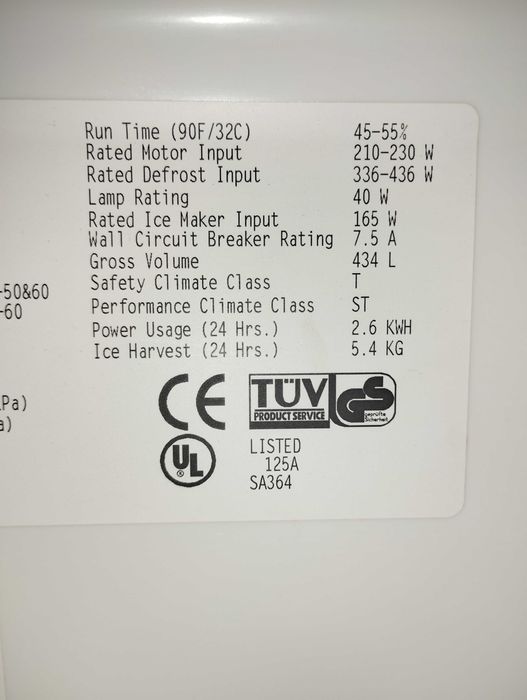 Run Time (90F/32C) 45-55%
Rated Motor Input 210-230 W
Rated Defrost Input 336-436 W
Lamp Rating 40 W
Rated Ice Maker Input 165 W
Wall Circuit Breaker Rating 7.5 A
Gross Volume 434 L
Safety Climate Class T
-50&60
Performance Climate Class ST
-60
Power Usage (24 Hrs.) 2.6 KWH
Ice Harvest (24 Hrs.) 5.4 KG
Pa)
a)
CE
TÜV
PRODUCT SERVICE
GS
geprüfte
Sicherheit
UL
LISTED
125A
SA364